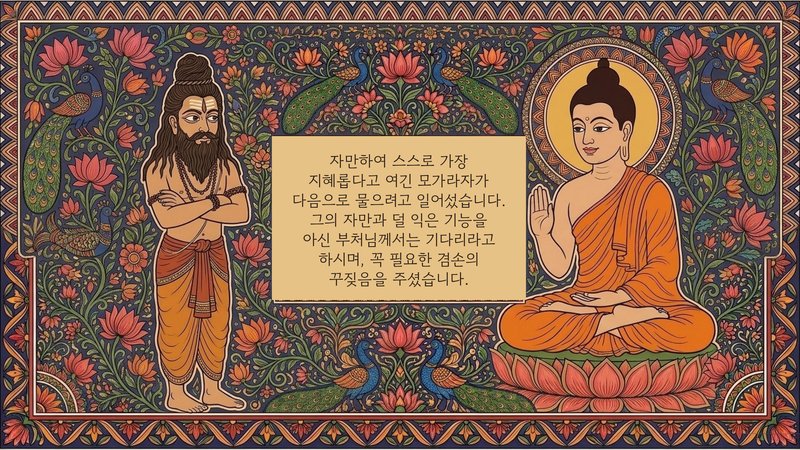 자만하여 스스로 가장
지혜롭다고 여긴 모가라자가
다음으로 물으려고 일어섰습니다.
그의 자만과 덜 익은 기능을
아신 부처님께서는 기다리라고
하시며, 꼭 필요한 겸손의
꾸짖음을 주셨습니다.